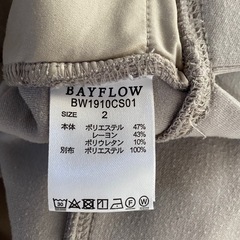 BAYFLOW
BW1910CS01
SIZE 2
本体 ポリエステル 47%
レーヨン 43%
ポリウレタン 10%
別布 ポリエステル 100%